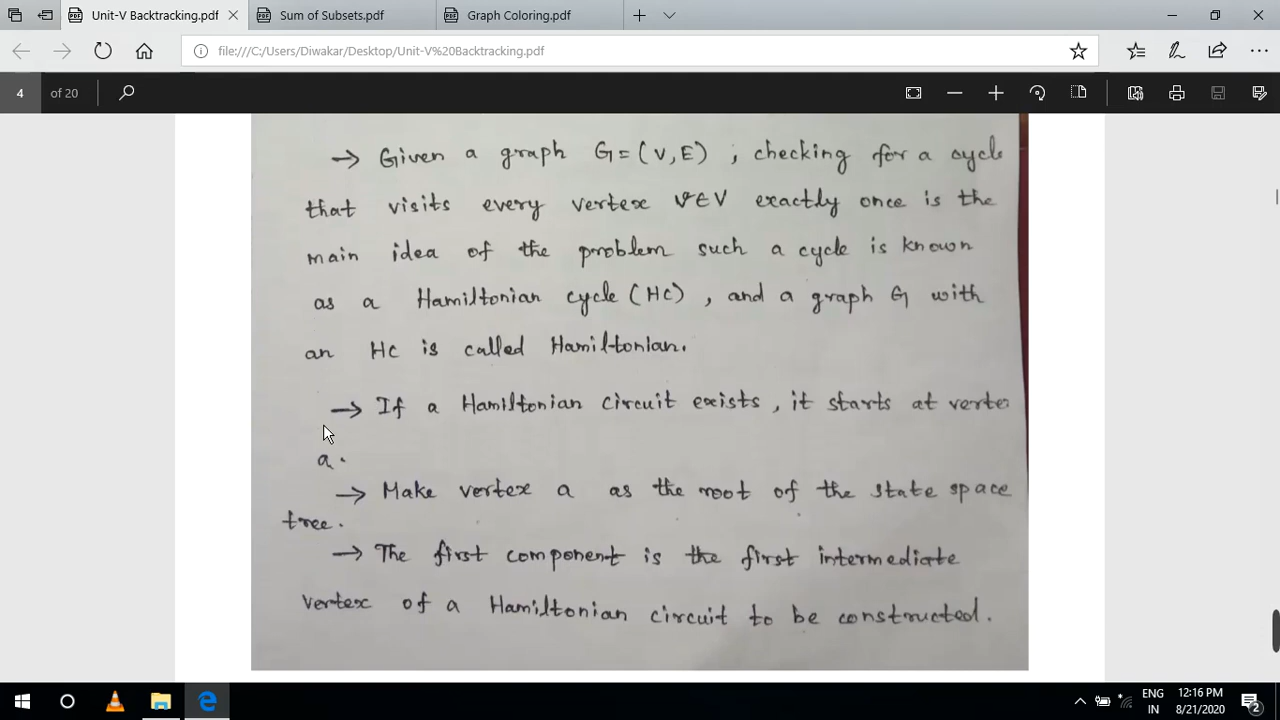 Unit-V Backtracking.pdf
Sum of Subsets.pdf
Graph Coloring.pdf
file:///C:/Users/Diwakar/Desktop/Unit-V%20Backtracking.pdf
4 of 20
→ Given a graph G=(V,E), checking for a cycle
that visits every vertex v∈V exactly once is the
main idea of the problem such a cycle is known
as a Hamiltonian cycle (HC), and a graph G with
an HC is called Hamiltonian.
→ If a Hamiltonian circuit exists, it starts at verte
a.
→ Make vertex a as the root of the state space
tree.
→ The first component is the first intermediate
vertex of a Hamiltonian circuit to be constructed.
ENG 12:16 PM
IN 8/21/2020
2